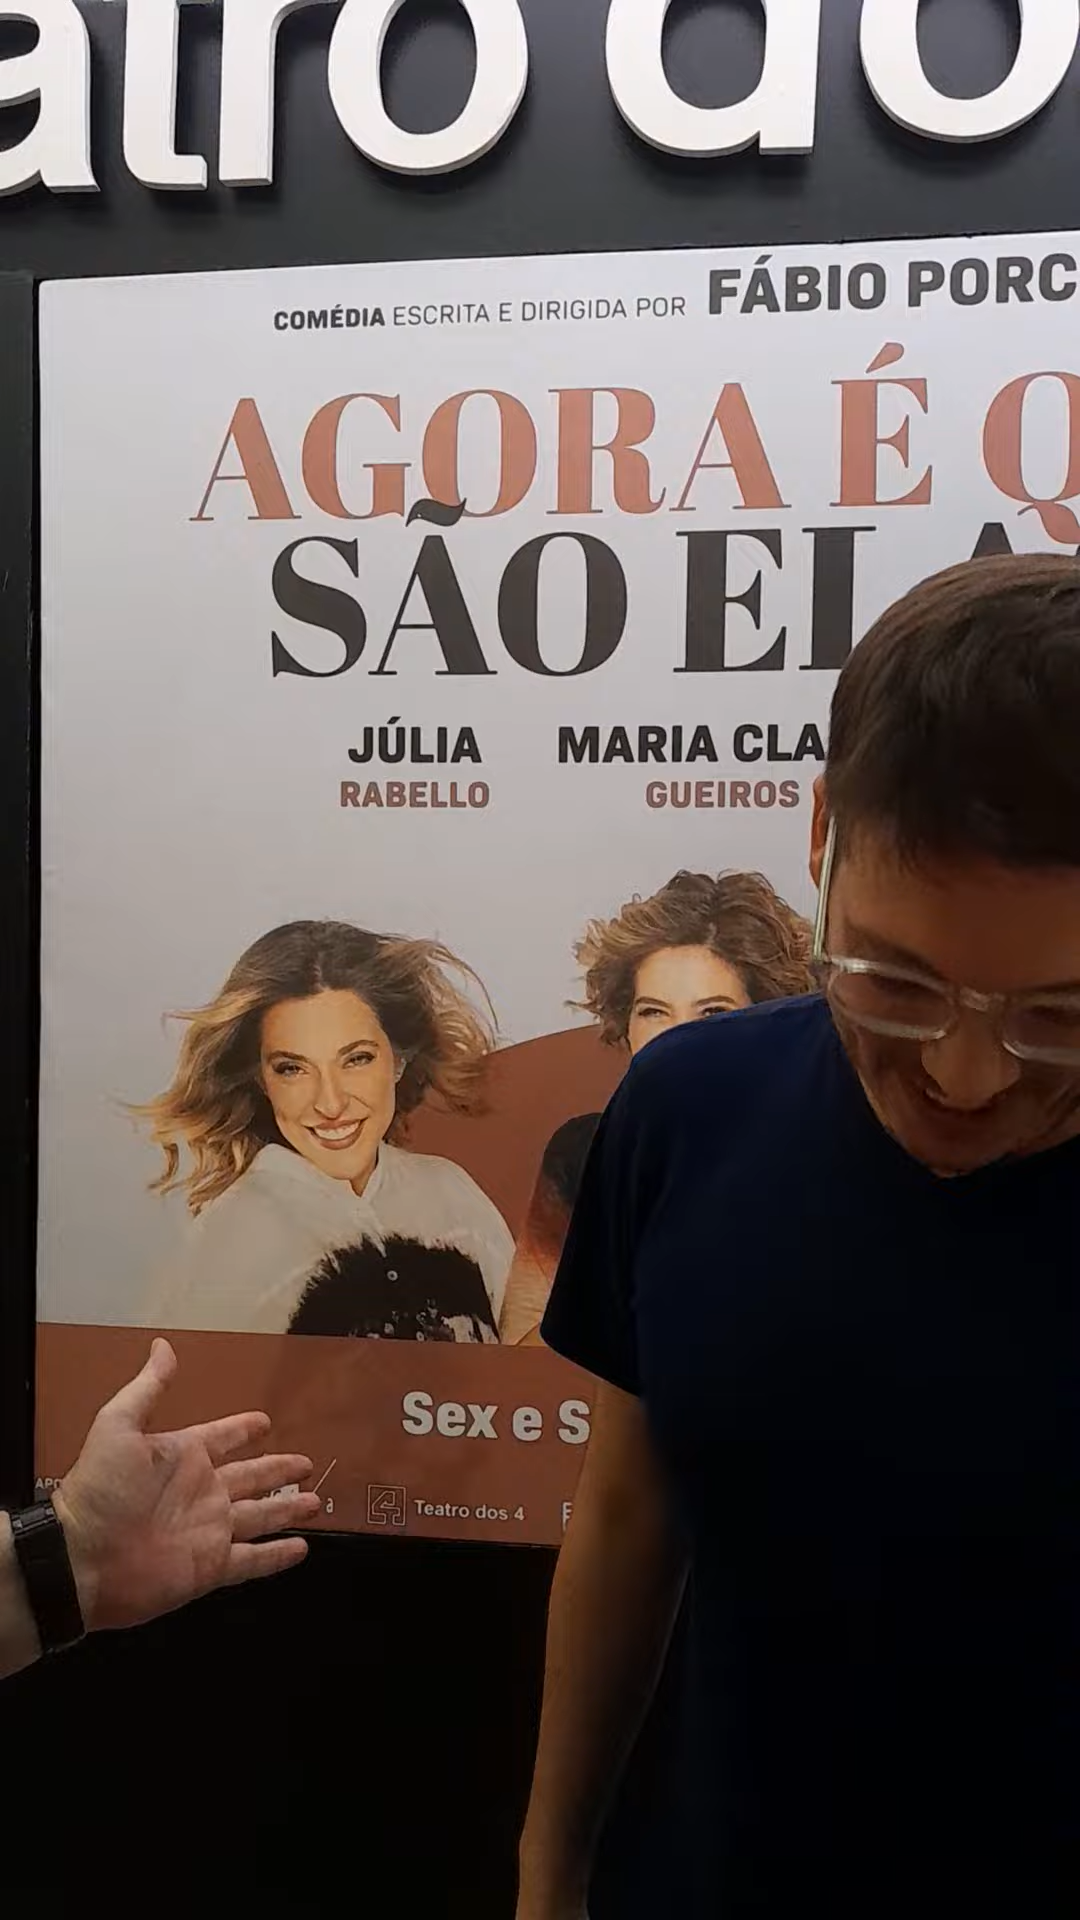 atro do
COMÉDIA ESCRITA E DIRIGIDA POR FÁBIO PORC
AGORA É Q
SÃO ELA
JÚLIA MARIA CLA
RABELLO GUEIROS
Sex e S
Teatro dos 4